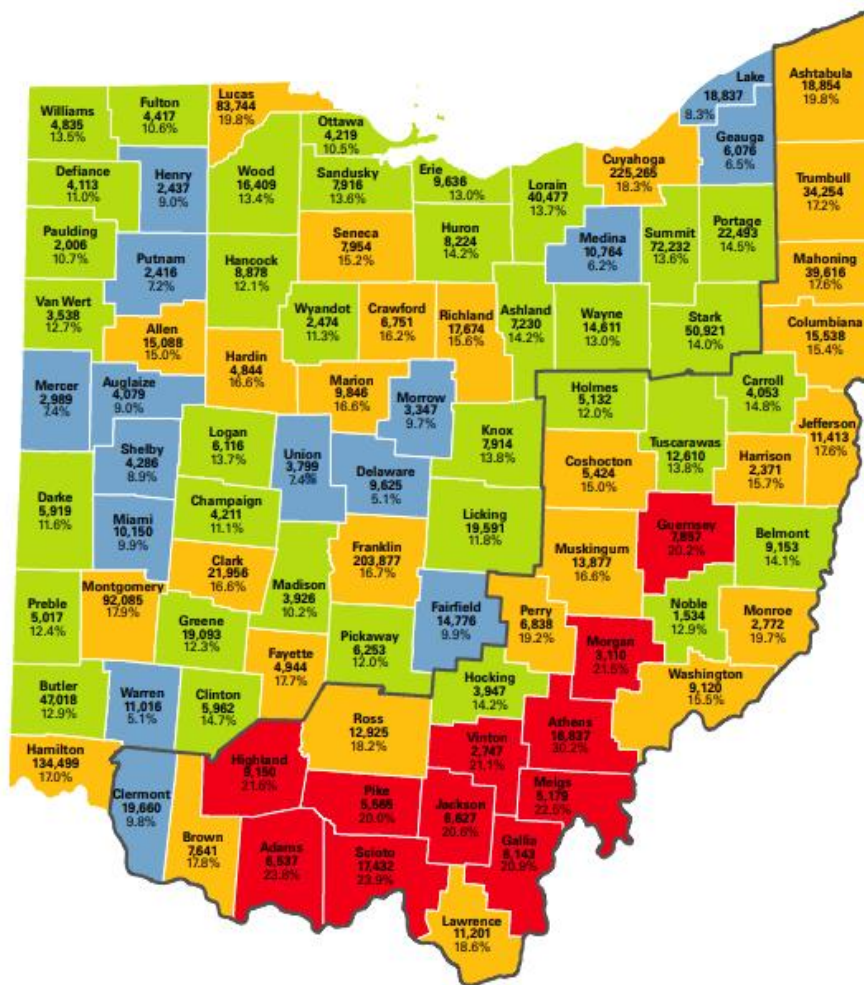 Williams
4,835
13.5%
Fulton
4,417
10.6%
Lucas
83,744
19.8%
Ottawa
4,219
10.5%
Lake
18,837
8.3%
Ashtabula
18,854
19.8%
Geauga
6,076
6.5%
Defiance
4,113
11.0%
Henry
2,437
9.0%
Wood
16,409
13.4%
Sandusky
7,916
13.6%
Erie
9,636
13.0%
Lorain
40,477
13.7%
Cuyahoga
225,265
18.3%
Trumbull
34,254
17.2%
Paulding
2,006
10.7%
Putnam
2,416
7.2%
Hancock
8,878
12.1%
Seneca
7,954
15.2%
Huron
8,224
14.2%
Medina
10,764
6.2%
Summit
72,232
13.6%
Portage
22,493
14.5%
Mahoning
39,616
17.6%
Van Wert
3,538
12.7%
Allen
15,088
15.0%
Wyandot
2,474
11.3%
Crawford
6,751
16.2%
Richland
17,674
15.6%
Ashland
7,230
14.2%
Wayne
14,611
13.0%
Stark
50,921
14.0%
Columbiana
15,538
15.4%
Hardin
4,844
16.6%
Mercer
2,989
7.4%
Auglaize
4,079
9.0%
Marion
9,846
16.6%
Morrow
3,347
9.7%
Holmes
5,132
12.0%
Carroll
4,053
14.8%
Jefferson
11,413
17.6%
Shelby
4,286
8.9%
Logan
6,116
13.7%
Union
3,799
7.4%
Delaware
9,625
5.1%
Knox
7,914
13.8%
Coshocton
5,424
15.0%
Tuscarawas
12,610
13.8%
Harrison
2,371
15.7%
Darke
5,919
11.6%
Miami
10,150
9.9%
Champaign
4,211
11.1%
Licking
19,591
11.8%
Guernsey
7,857
20.2%
Belmont
9,153
14.1%
Clark
21,956
16.6%
Franklin
203,877
16.7%
Muskingum
13,877
16.6%
Preble
5,017
12.4%
Montgomery
92,085
17.9%
Greene
19,093
12.3%
Madison
3,926
10.2%
Pickaway
6,253
12.0%
Fairfield
14,776
9.9%
Perry
6,838
19.2%
Noble
1,534
12.9%
Monroe
2,772
19.7%
Morgan
3,110
21.5%
Fayette
4,944
17.7%
Washington
9,120
15.5%
Butler
47,018
12.9%
Warren
11,016
5.1%
Clinton
5,962
14.7%
Hocking
3,947
14.2%
Ross
12,925
18.2%
Athens
16,837
30.2%
Vinton
2,747
21.1%
Hamilton
134,499
17.0%
Highland
9,150
21.6%
Meigs
5,179
22.5%
Clermont
19,660
9.8%
Pike
5,565
20.0%
Jackson
6,627
20.6%
Brown
7,641
17.8%
Adams
6,537
23.8%
Scioto
17,432
23.9%
Gallia
6,143
20.9%
Lawrence
11,201
18.6%